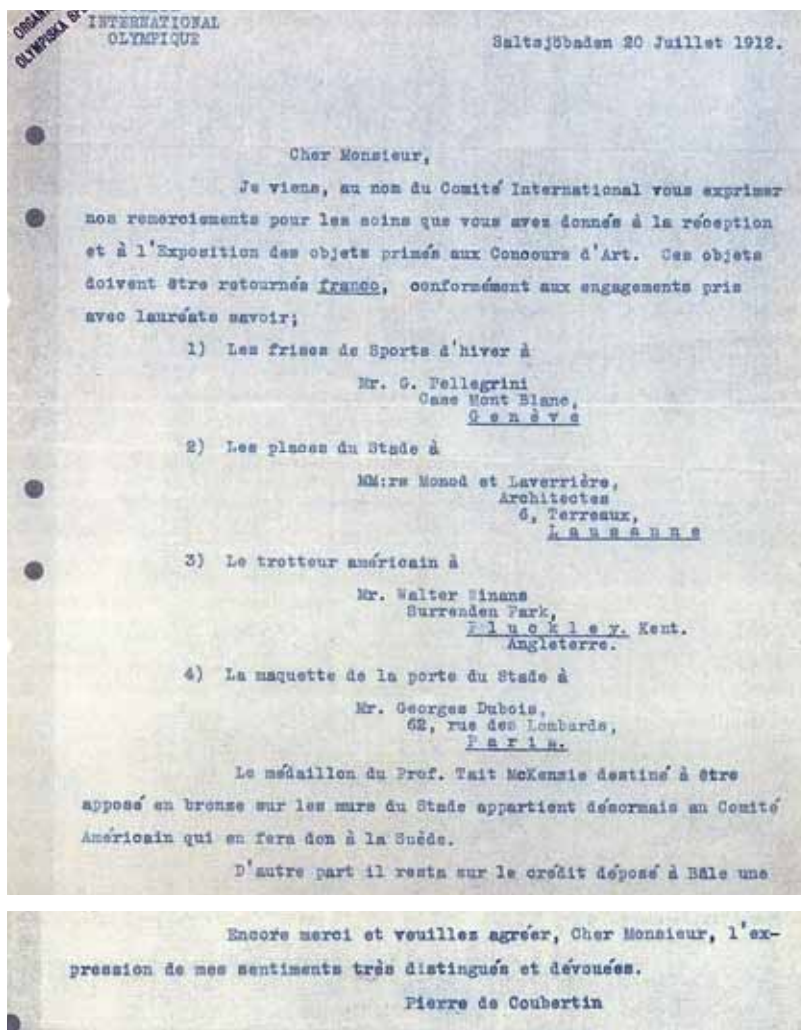 INTERNATIONAL
OLYMPIQUE
Saltsjöbaden 20 Juillet 1912.
Cher Monsieur,
Je viens, au nom du Comité International vous exprimer
nos remerciements pour les soins que vous avez donnés à la réception
et à l'Exposition des objets primés aux Concours d'Art. Ces objets
doivent être retournés franco, conformément aux engagements pris
avec lauréats savoir;
1) Les frises de Sports d'hiver à
Mr. G. Pellegrini
Case Mont Blanc,
Genève
2) Les places du Stade à
MM:rs Monod et Laverrière,
Architectes
6, Terreaux,
Lausanne
3) Le trotteur américain à
Mr. Walter Winans
Surrenden Park,
Pluckley. Kent.
Angleterre.
4) La maquette de la porte du Stade à
Mr. Georges Dubois,
62, rue des Lombards,
Paris.
Le médaillon du Prof. Tait McKensie destiné à être
apposé en bronze sur les murs du Stade appartient désormais au Comité
Américain qui en fera don à la Suède.
D'autre part il resta sur le crédit déposé à Bâle une
Encore merci et veuillez agréer, Cher Monsieur, l'ex-
pression de mes sentiments très distingués et dévouées.
Pierre de Coubertin